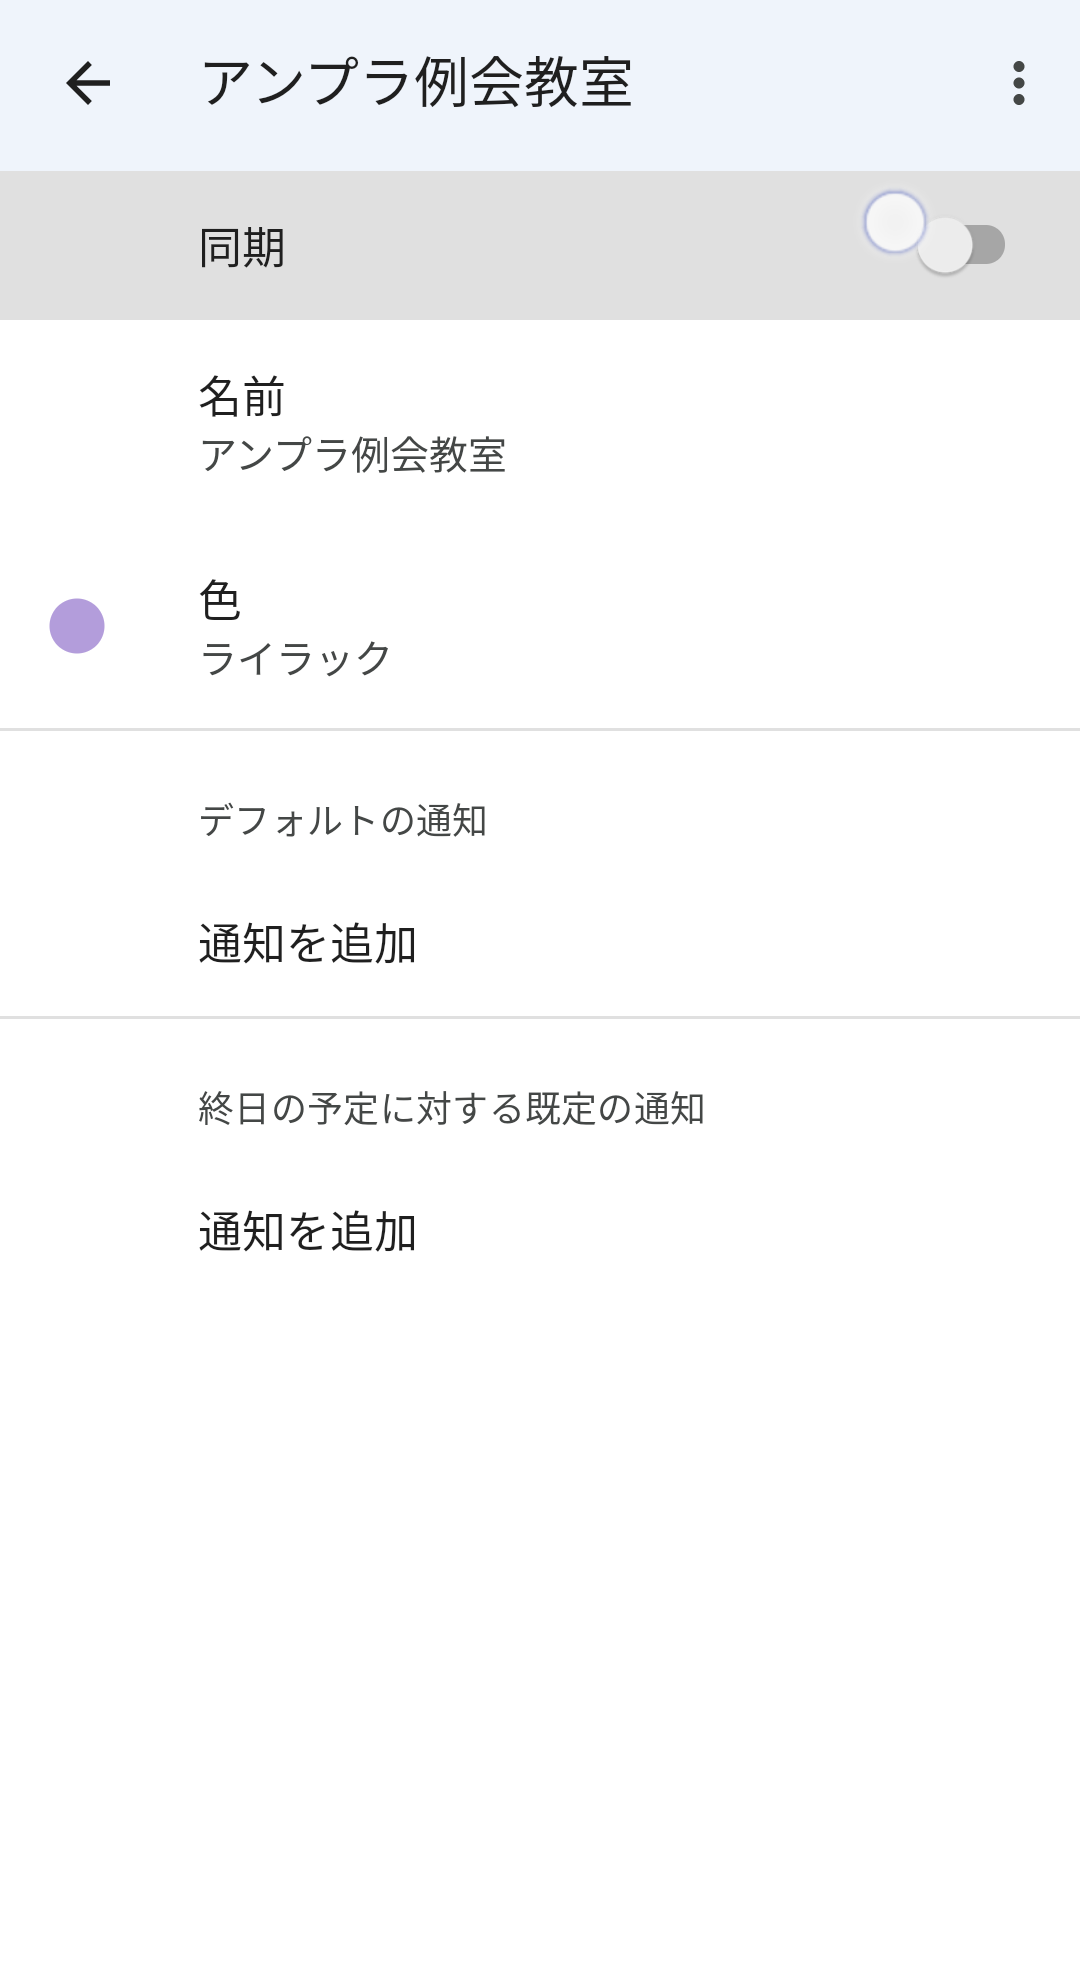 アンプラ例会教室
同期
名前
アンプラ例会教室
色
ライラック
デフォルトの通知
通知を追加
終日の予定に対する既定の通知
通知を追加